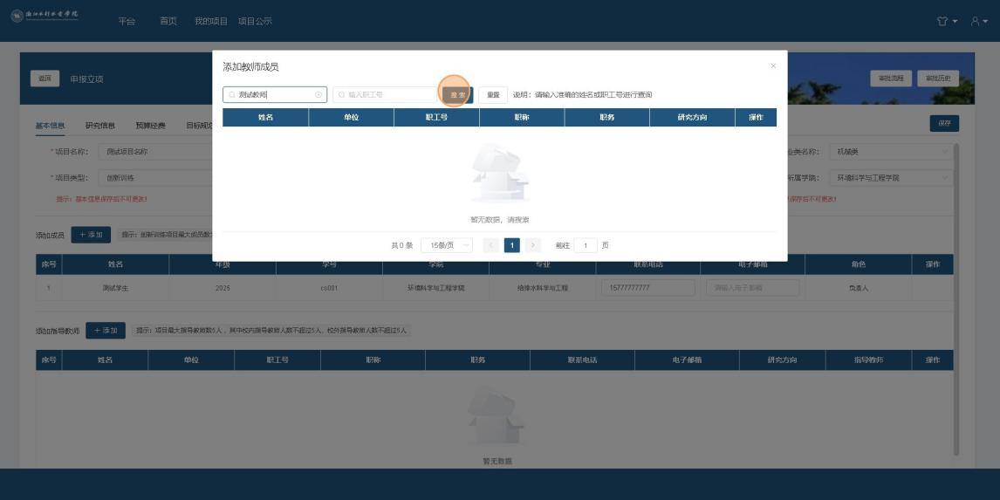 平台 首页 我的项目 项目公示
返回 申报立项 审批流程 审批历史
添加教师成员
测试教师 输入职工号 搜索 重置 说明：请输入准确的姓名或职工号进行查询
姓名 单位 职工号 职称 职务 研究方向 操作
暂无数据，请搜索
共 0 条 15条/页 1 前往 1 页
基本信息 研究信息 预算经费 目标规划 保存
* 项目名称： 测试项目名称 业类名称： 机械类
* 项目类型： 创新训练 所属学院： 环境科学与工程学院
提示：基本信息保存后不可更改! 保存后不可更改!
添加成员 + 添加 提示：创新训练项目最大成员数
序号 姓名 年级 学号 学院 专业 联系电话 电子邮箱 角色 操作
1 测试学生 2025 cs001 环境科学与工程学院 给排水科学与工程 15777777777 请输入电子邮箱 负责人
添加指导教师 + 添加 提示：项目最大指导教师数5人，其中校内指导教师人数不超过5人、校外指导教师人数不超过5人
序号 姓名 单位 职工号 职称 职务 联系电话 电子邮箱 研究方向 指导教师 操作
暂无数据